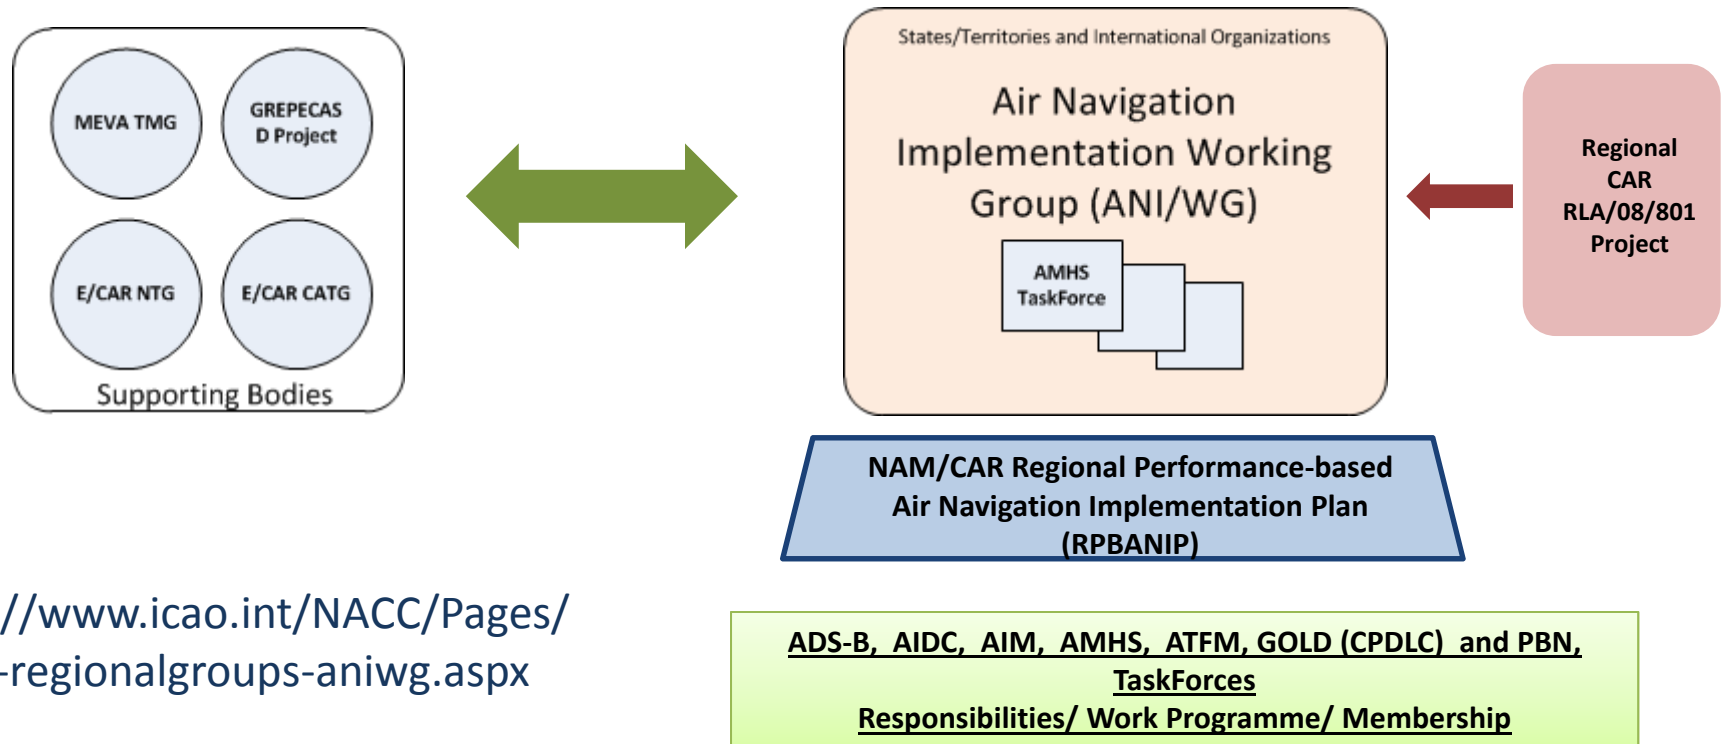 MEVA TMG
GREPECAS
D Project
E/CAR NTG
E/CAR CATG
Supporting Bodies
States/Territories and International Organizations
Air Navigation
Implementation Working
Group (ANI/WG)
AMHS
TaskForce
Regional
CAR
RLA/08/801
Project
NAM/CAR Regional Performance-based
Air Navigation Implementation Plan
(RPBANIP)
//www.icao.int/NACC/Pages/
-regionalgroups-aniwg.aspx
ADS-B, AIDC, AIM, AMHS, ATFM, GOLD (CPDLC) and PBN,
TaskForces
Responsibilities/ Work Programme/ Membership